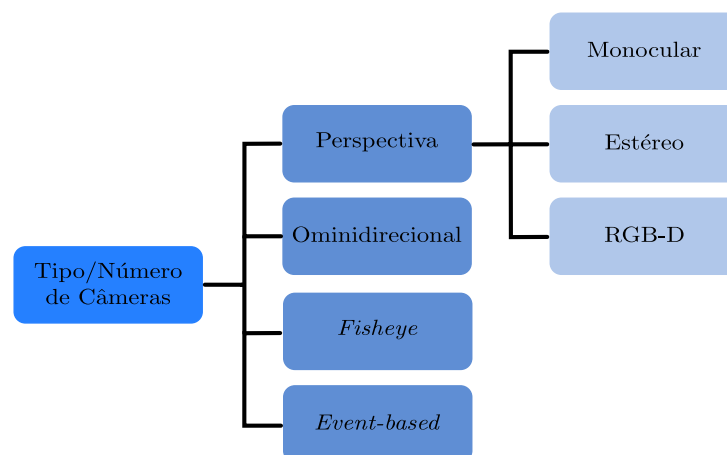 Monocular
Perspectiva
Estéreo
Ominidirecional
RGB-D
Tipo/Número
de Câmeras
Fisheye
Event-based